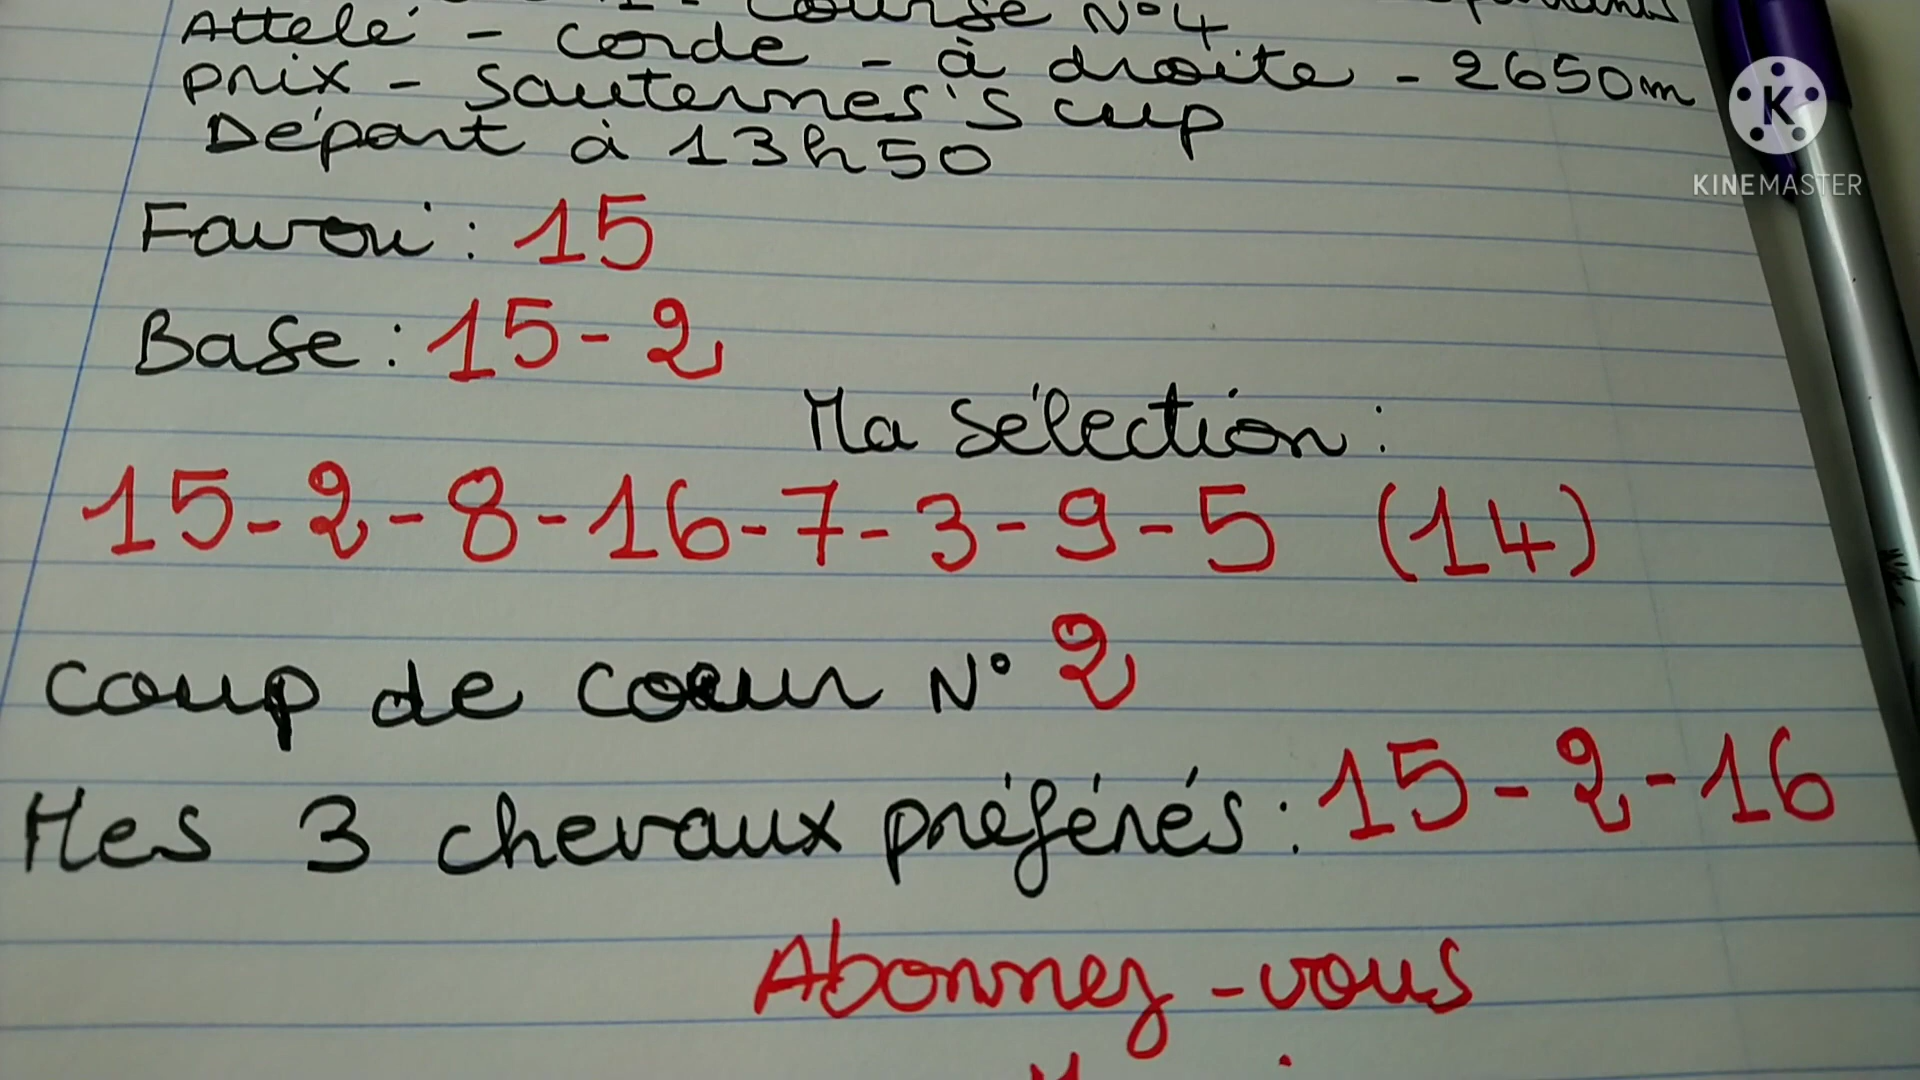 Course N°4
Attelé - corde - à droite - 2650m
prix - Sauternes's cup
Départ à 13h50
Favori : 15
Base : 15-2
Ma sélection :
15-2-8-16-7-3-9-5 (14)
coup de coeur N° 2
Mes 3 chevaux préférés : 15-2-16
Abonnez-vous
K
KINEMASTER